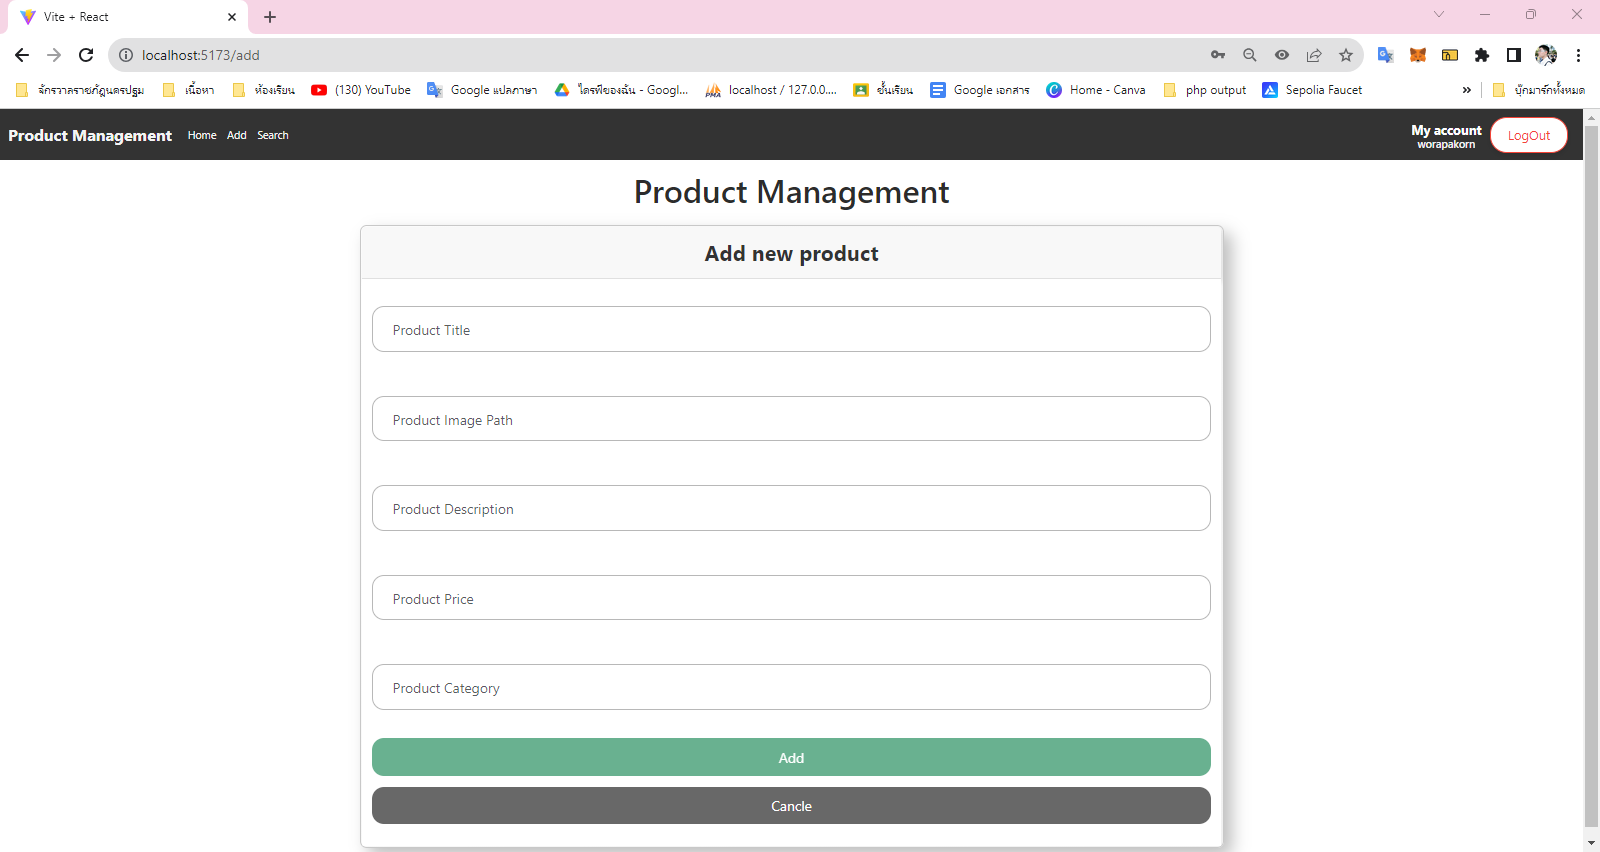 Vite + React
localhost:5173/add
จักรวาลราชภัฏนครปฐม เนื้อหา ห้องเรียน (130) YouTube Google แปลภาษา ไดรฟ์ของฉัน - Googl... localhost / 127.0.0.... ชั้นเรียน Google เอกสาร Home - Canva php output Sepolia Faucet » บุ๊กมาร์กทั้งหมด
Product Management Home Add Search My account LogOut
worapakorn
Product Management
Add new product
Product Title
Product Image Path
Product Description
Product Price
Product Category
Add
Cancle